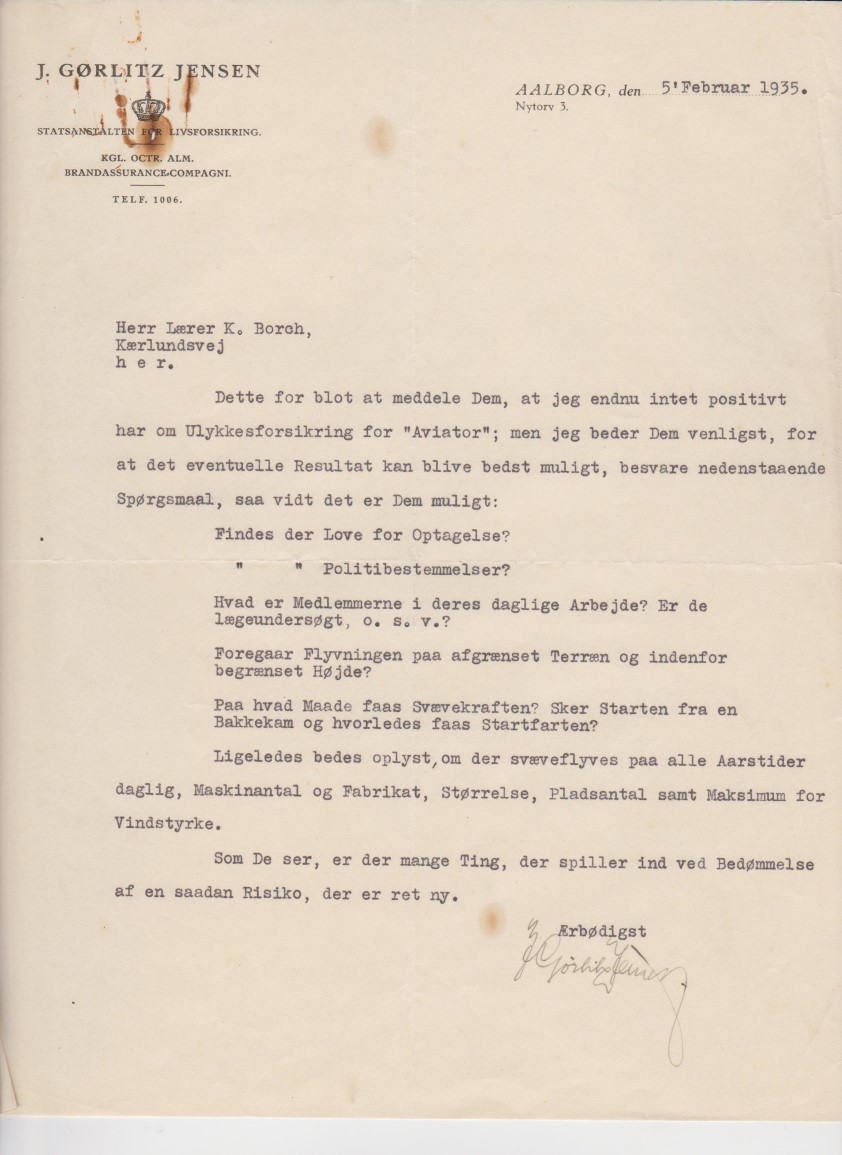 J. GØRLITZ JENSEN
STATSANSTALTEN FOR LIVSFORSIKRING.
KGL. OCTR. ALM.
BRANDASSURANCE-COMPAGNI.
TELF. 1006.
AALBORG, den 5' Februar 1935.
Nytorv 3.
Herr Lærer K. Borch,
Kærlundsvej
h e r.
Dette for blot at meddele Dem, at jeg endnu intet positivt
har om Ulykkesforsikring for "Aviator"; men jeg beder Dem venligst, for
at det eventuelle Resultat kan blive bedst muligt, besvare nedenstaaende
Spørgsmaal, saa vidt det er Dem muligt:
Findes der Love for Optagelse?
" " Politibestemmelser?
Hvad er Medlemmerne i deres daglige Arbejde? Er de
lægeundersøgt, o. s. v.?
Foregaar Flyvningen paa afgrænset Terræn og indenfor
begrænset Højde?
Paa hvad Maade faas Svævekraften? Sker Starten fra en
Bakkekam og hvorledes faas Startfarten?
Ligeledes bedes oplyst, om der svæveflyves paa alle Aarstider
daglig, Maskinantal og Fabrikat, Størrelse, Pladsantal samt Maksimum for
Vindstyrke.
Som De ser, er der mange Ting, der spiller ind ved Bedømmelse
af en saadan Risiko, der er ret ny.
Ærbødigst
J Gørlitz Jensen